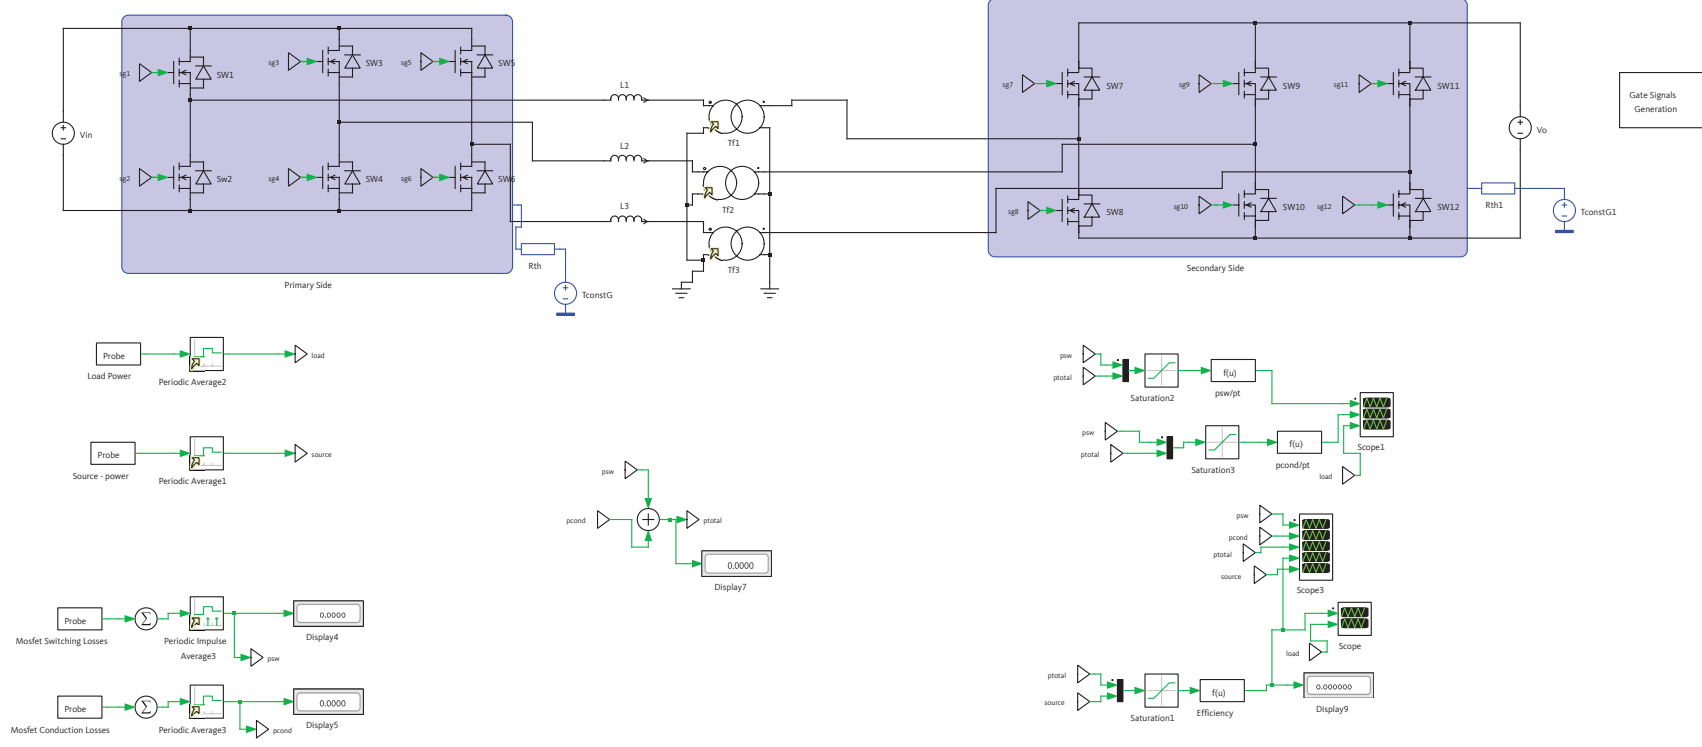 sg1
SW1
sg3
SW3
sg5
SW5
Vin
sg2
Sw2
sg4
SW4
sg6
SW6
Primary Side
Rth
TconstG
L1
L2
L3
Tf1
Tf2
Tf3
sg7
SW7
sg9
SW9
sg11
SW11
sg8
SW8
sg10
SW10
sg12
SW12
Secondary Side
Vo
Rth1
TconstG1
Gate Signals
Generation
Probe
Load Power
Periodic Average2
load
Probe
Source - power
Periodic Average1
source
psw
pcond
ptotal
0.0000
Display7
Probe
Mosfet Switching Losses
Σ
Periodic Impulse
Average3
0.0000
Display4
psw
Probe
Mosfet Conduction Losses
Σ
Periodic Average3
0.0000
Display5
pcond
psw
ptotal
Saturation2
f(u)
psw/pt
psw
ptotal
Saturation3
f(u)
pcond/pt
Scope1
load
psw
pcond
ptotal
source
Scope3
load
Scope
ptotal
source
Saturation1
f(u)
Efficiency
0.000000
Display9